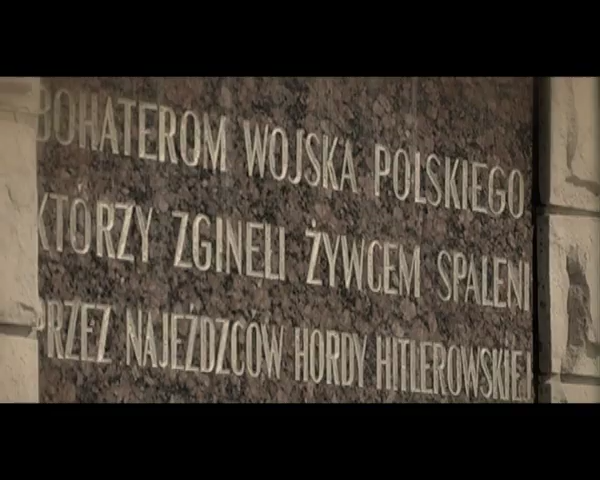 BOHATEROM WOJSKA POLSKIEGO
KTÓRZY ZGINELI ŻYWCEM SPALENI
PRZEZ NAJEŹDZCÓW HORDY HITLEROWSKIEJ